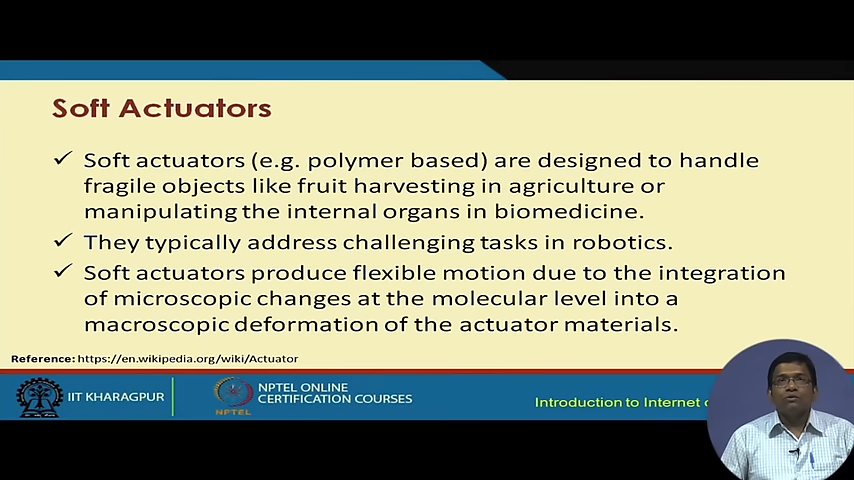 Soft Actuators
✓ Soft actuators (e.g. polymer based) are designed to handle
fragile objects like fruit harvesting in agriculture or
manipulating the internal organs in biomedicine.
✓ They typically address challenging tasks in robotics.
✓ Soft actuators produce flexible motion due to the integration
of microscopic changes at the molecular level into a
macroscopic deformation of the actuator materials.
Reference: https://en.wikipedia.org/wiki/Actuator
IIT KHARAGPUR
NPTEL
NPTEL ONLINE
CERTIFICATION COURSES
Introduction to Internet